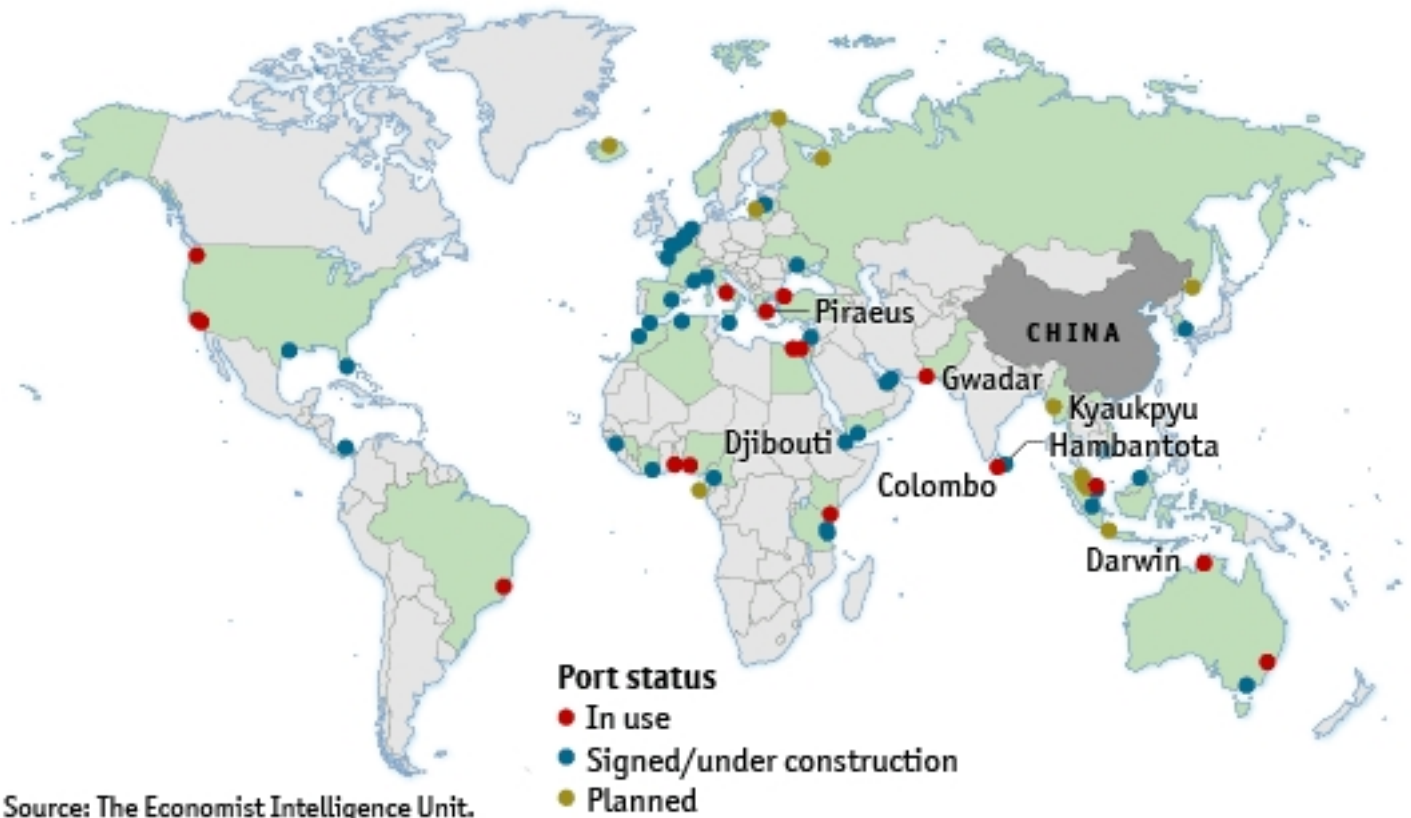 Piraeus
CHINA
Gwadar
Kyaukpyu
Djibouti
Hambantota
Colombo
Darwin
Port status
In use
Signed/under construction
Planned
Source: The Economist Intelligence Unit.